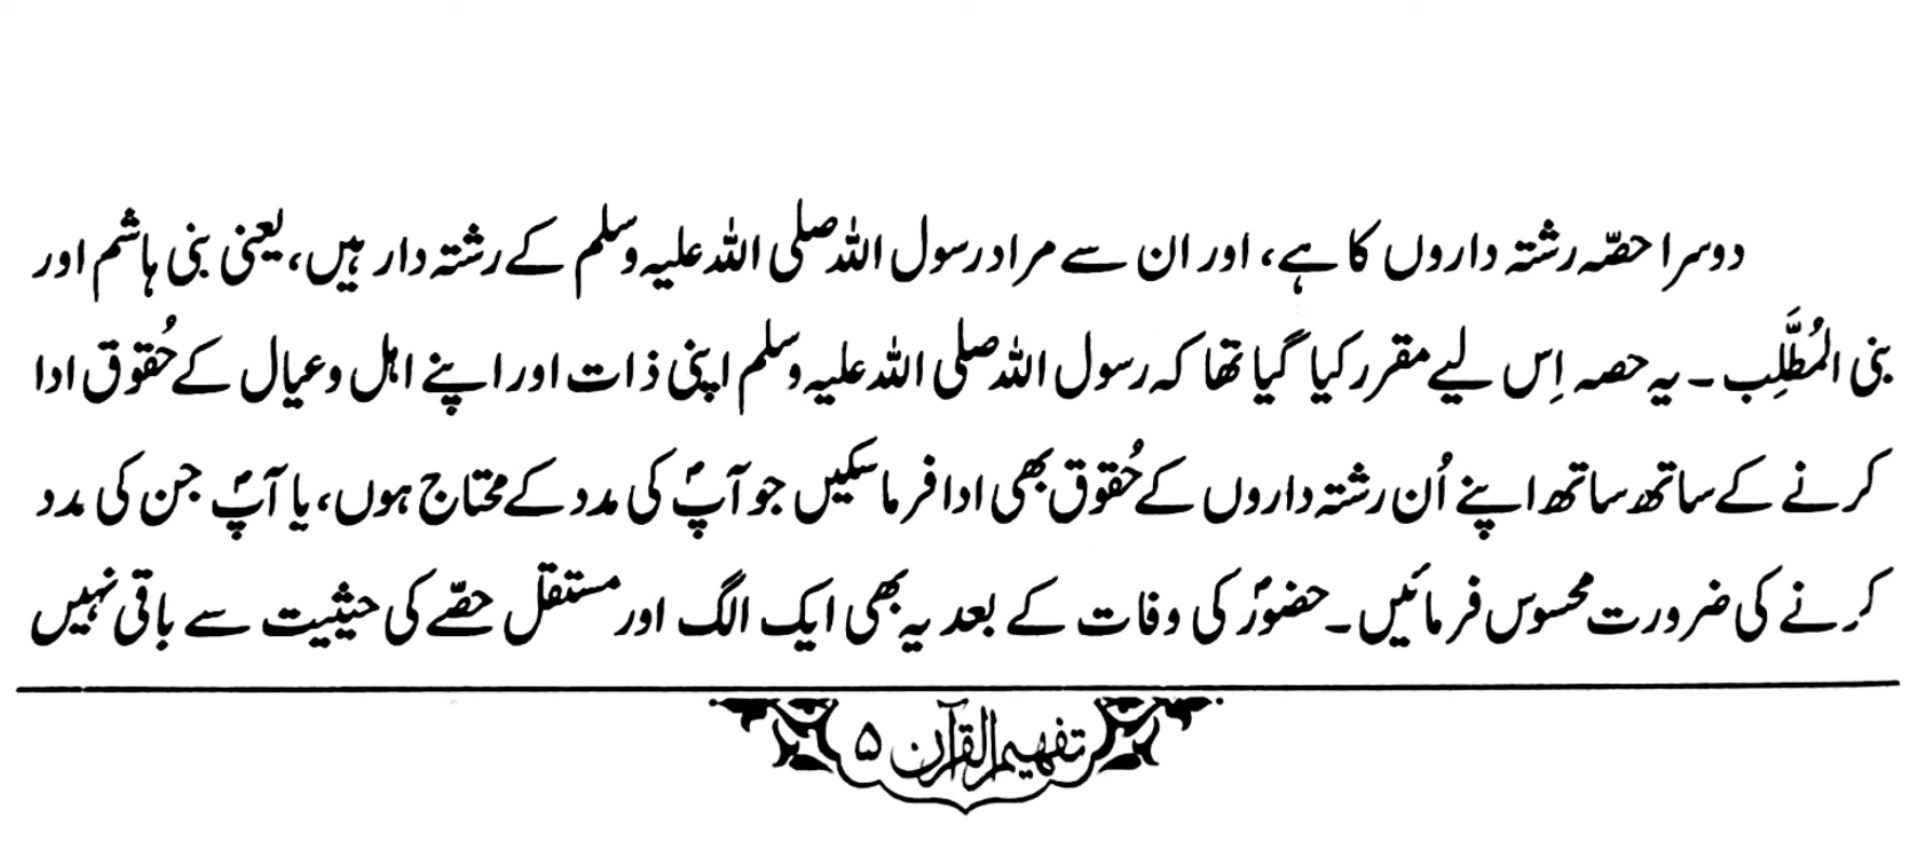 دوسرا حصّہ رشتہ داروں کا ہے، اور ان سے مراد رسول اللہ صلی اللہ علیہ وسلم کے رشتہ دار ہیں، یعنی بنی ہاشم اور
بنی المُطَّلِب ۔ یہ حصہ اِس لیے مقرر کیا گیا تھا کہ رسول اللہ صلی اللہ علیہ وسلم اپنی ذات اور اپنے اہل و عیال کے حُقوق ادا
کرنے کے ساتھ ساتھ اپنے اُن رشتہ داروں کے حُقوق بھی ادا فرما سکیں جو آپؐ کی مدد کے محتاج ہوں، یا آپؐ جن کی مدد
کرنے کی ضرورت محسوس فرمائیں۔ حضورؐ کی وفات کے بعد یہ بھی ایک الگ اور مستقل حصّے کی حیثیت سے باقی نہیں
تفہیم القرآن ۵